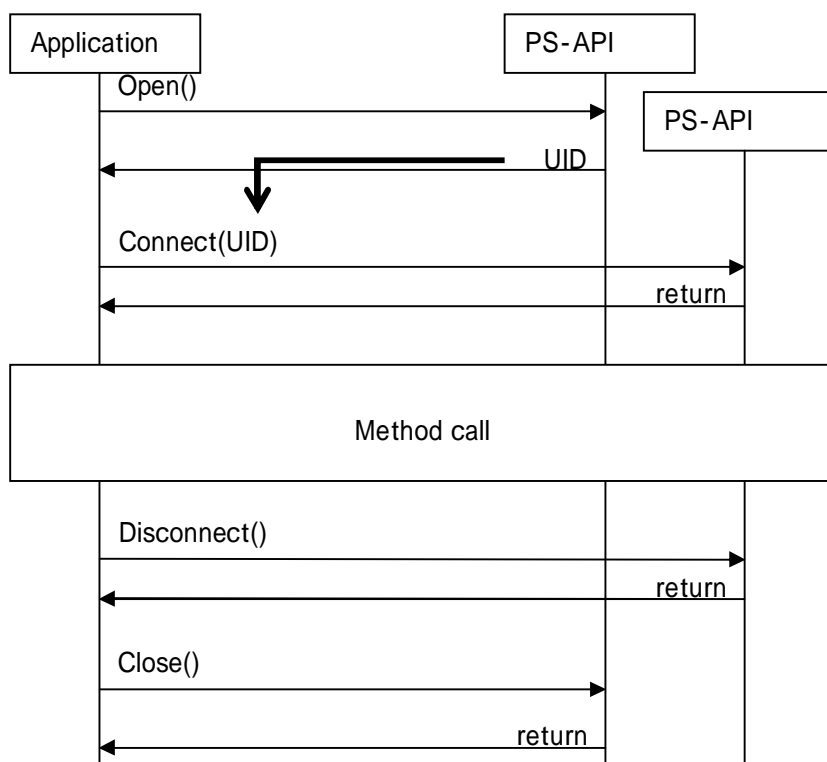 Application
PS-API
Open()
PS-API
UID
Connect(UID)
return
Method call
Disconnect()
return
Close()
return